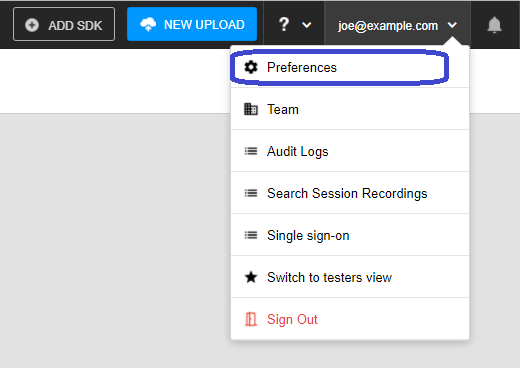 ADD SDK
NEW UPLOAD
?
joe@example.com
Preferences
Team
Audit Logs
Search Session Recordings
Single sign-on
Switch to testers view
Sign Out